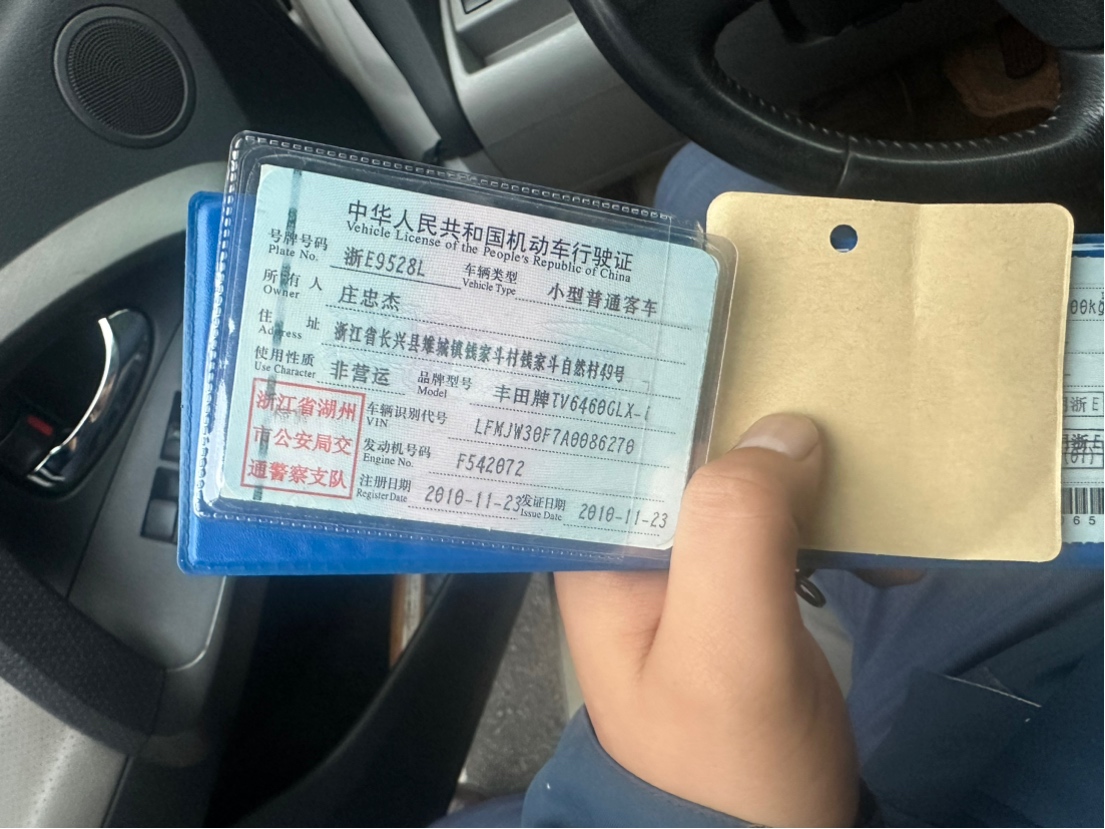 中华人民共和国机动车行驶证
Vehicle License of the People's Republic of China
号牌号码 浙E9528L 车辆类型 小型普通客车
Plate No. Vehicle Type
所有人 庄忠杰
Owner
住址 浙江省长兴县雉城镇钱家斗村钱家斗自然村49号
Address
使用性质 非营运 品牌型号 丰田牌TV6460GLX-i
Use Character Model
浙江省湖州
市公安局交
通警察支队
车辆识别代号 LFMJW30F7A0086270
VIN
发动机号码 F542072
Engine No.
注册日期 2010-11-23 发证日期 2010-11-23
Register Date Issue Date
00kg
浙E
浙E
65